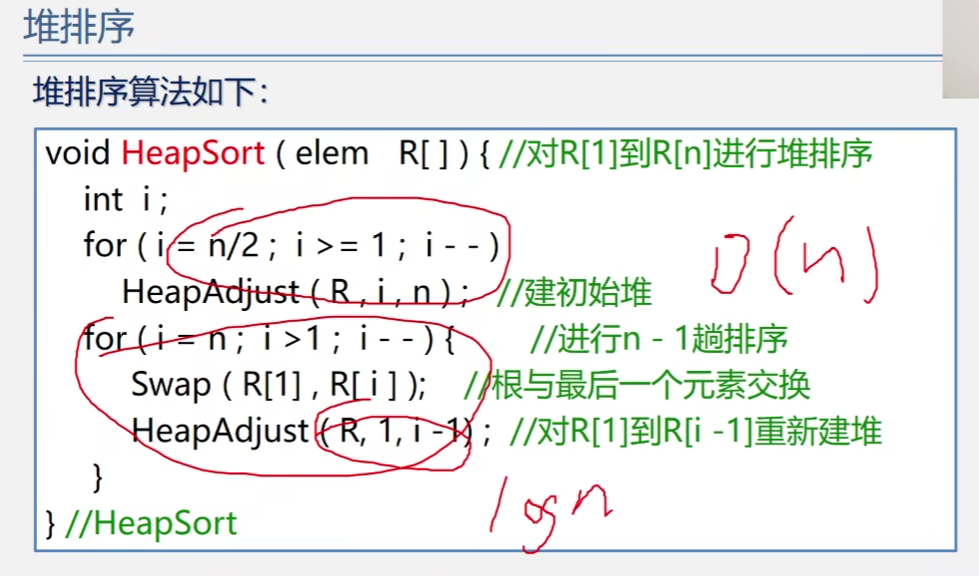 堆排序
堆排序算法如下：
void HeapSort ( elem R[ ] ) { //对R[1]到R[n]进行堆排序
int i ;
for ( i = n/2 ; i >= 1 ; i - - )
HeapAdjust ( R , i , n ) ; //建初始堆
O(n)
for ( i = n ; i >1 ; i - - ) { //进行n - 1趟排序
Swap ( R[1] , R[ i ] ); //根与最后一个元素交换
HeapAdjust ( R, 1, i -1) ; //对R[1]到R[i -1]重新建堆
}
logn
} //HeapSort